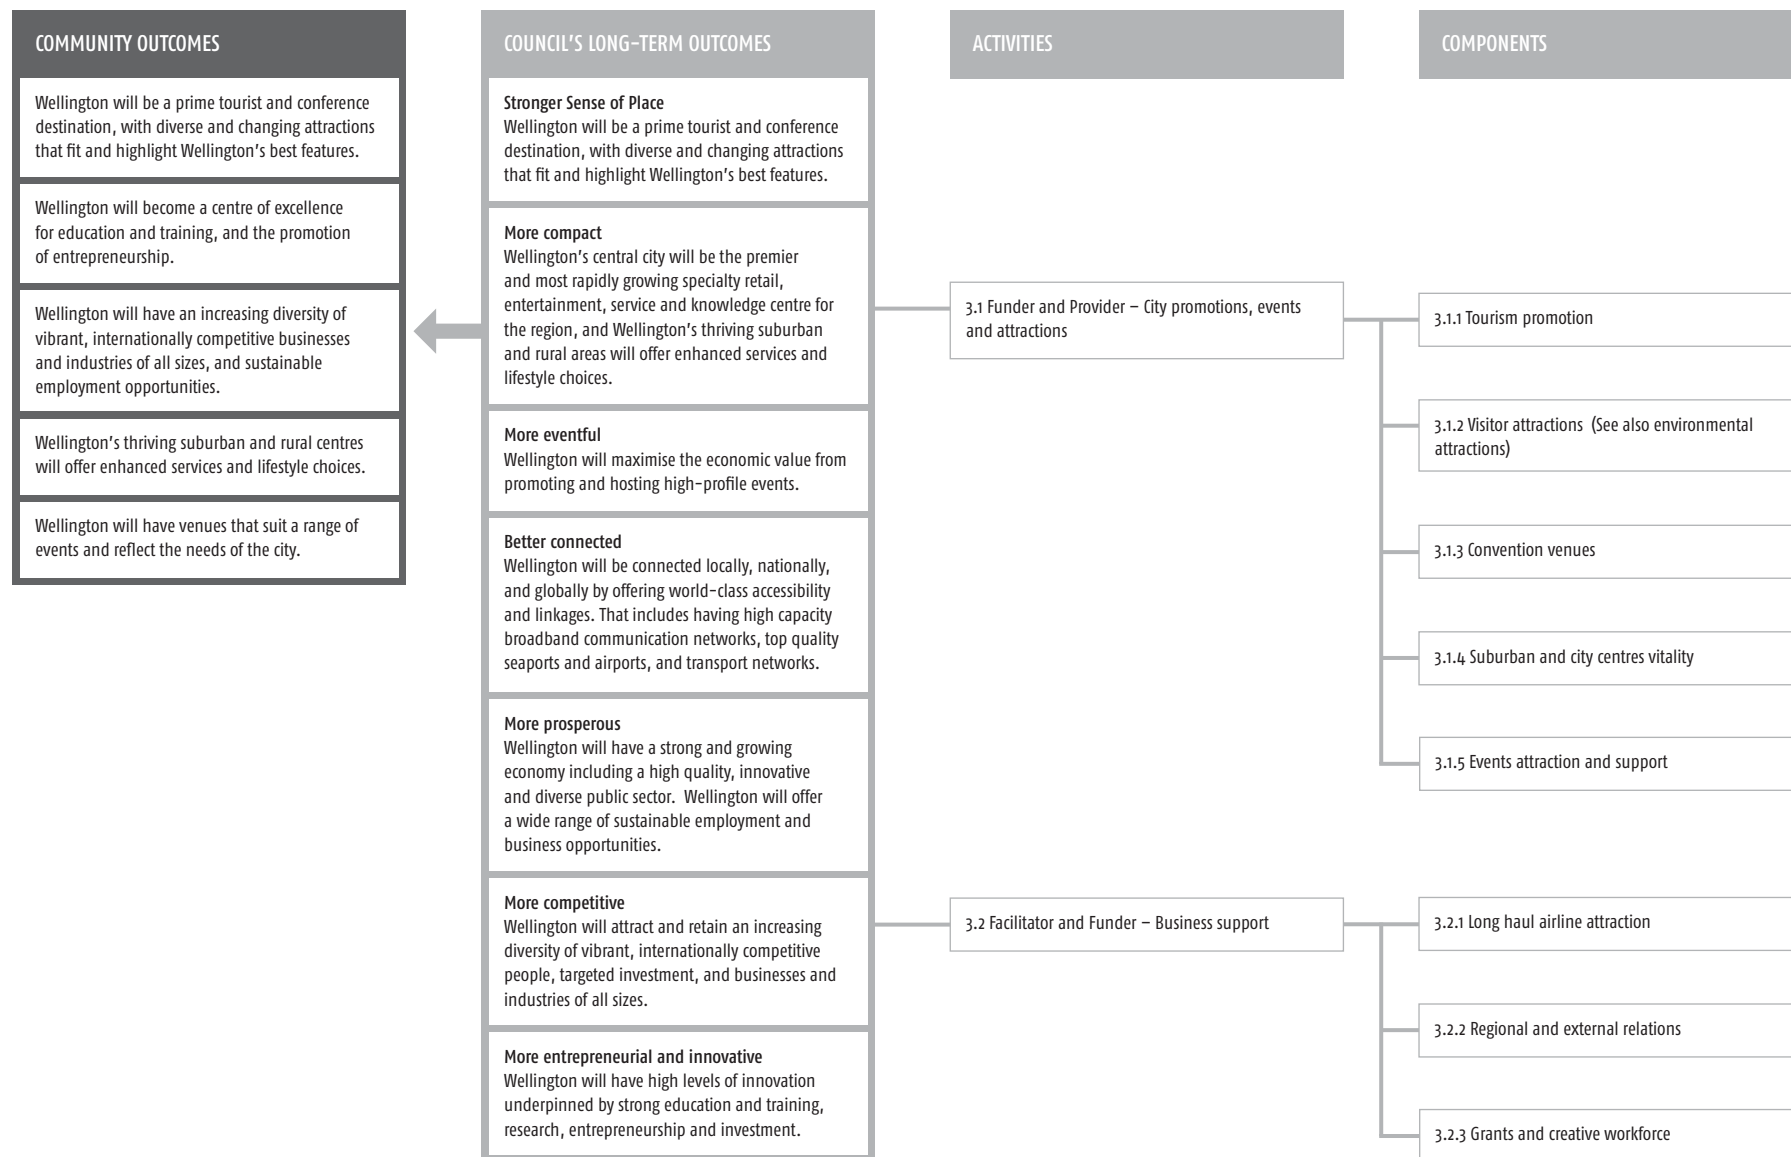 COMMUNITY OUTCOMES
Wellington will be a prime tourist and conference
destination, with diverse and changing attractions
that fit and highlight Wellington's best features.
Wellington will become a centre of excellence
for education and training, and the promotion
of entrepreneurship.
Wellington will have an increasing diversity of
vibrant, internationally competitive businesses
and industries of all sizes, and sustainable
employment opportunities.
Wellington's thriving suburban and rural centres
will offer enhanced services and lifestyle choices.
Wellington will have venues that suit a range of
events and reflect the needs of the city.
COUNCIL'S LONG-TERM OUTCOMES
Stronger Sense of Place
Wellington will be a prime tourist and conference
destination, with diverse and changing attractions
that fit and highlight Wellington's best features.
More compact
Wellington's central city will be the premier
and most rapidly growing specialty retail,
entertainment, service and knowledge centre for
the region, and Wellington's thriving suburban
and rural areas will offer enhanced services and
lifestyle choices.
More eventful
Wellington will maximise the economic value from
promoting and hosting high-profile events.
Better connected
Wellington will be connected locally, nationally,
and globally by offering world-class accessibility
and linkages. That includes having high capacity
broadband communication networks, top quality
seaports and airports, and transport networks.
More prosperous
Wellington will have a strong and growing
economy including a high quality, innovative
and diverse public sector. Wellington will offer
a wide range of sustainable employment and
business opportunities.
More competitive
Wellington will attract and retain an increasing
diversity of vibrant, internationally competitive
people, targeted investment, and businesses and
industries of all sizes.
More entrepreneurial and innovative
Wellington will have high levels of innovation
underpinned by strong education and training,
research, entrepreneurship and investment.
ACTIVITIES
3.1 Funder and Provider – City promotions, events
and attractions
3.2 Facilitator and Funder – Business support
COMPONENTS
3.1.1 Tourism promotion
3.1.2 Visitor attractions (See also environmental
attractions)
3.1.3 Convention venues
3.1.4 Suburban and city centres vitality
3.1.5 Events attraction and support
3.2.1 Long haul airline attraction
3.2.2 Regional and external relations
3.2.3 Grants and creative workforce